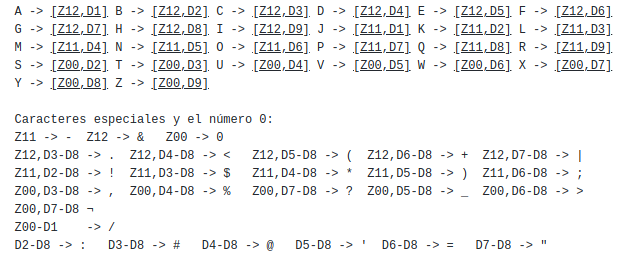 A -> [Z12,D1] B -> [Z12,D2] C -> [Z12,D3] D -> [Z12,D4] E -> [Z12,D5] F -> [Z12,D6]
G -> [Z12,D7] H -> [Z12,D8] I -> [Z12,D9] J -> [Z11,D1] K -> [Z11,D2] L -> [Z11,D3]
M -> [Z11,D4] N -> [Z11,D5] O -> [Z11,D6] P -> [Z11,D7] Q -> [Z11,D8] R -> [Z11,D9]
S -> [Z00,D2] T -> [Z00,D3] U -> [Z00,D4] V -> [Z00,D5] W -> [Z00,D6] X -> [Z00,D7]
Y -> [Z00,D8] Z -> [Z00,D9]
Caracteres especiales y el número 0:
Z11 -> - Z12 -> & Z00 -> 0
Z12,D3-D8 -> . Z12,D4-D8 -> < Z12,D5-D8 -> ( Z12,D6-D8 -> + Z12,D7-D8 -> |
Z11,D2-D8 -> ! Z11,D3-D8 -> $ Z11,D4-D8 -> * Z11,D5-D8 -> ) Z11,D6-D8 -> ;
Z00,D3-D8 -> , Z00,D4-D8 -> % Z00,D7-D8 -> ? Z00,D5-D8 -> _ Z00,D6-D8 -> >
Z00,D7-D8 ¬
Z00-D1 -> /
D2-D8 -> : D3-D8 -> # D4-D8 -> @ D5-D8 -> ' D6-D8 -> = D7-D8 -> "